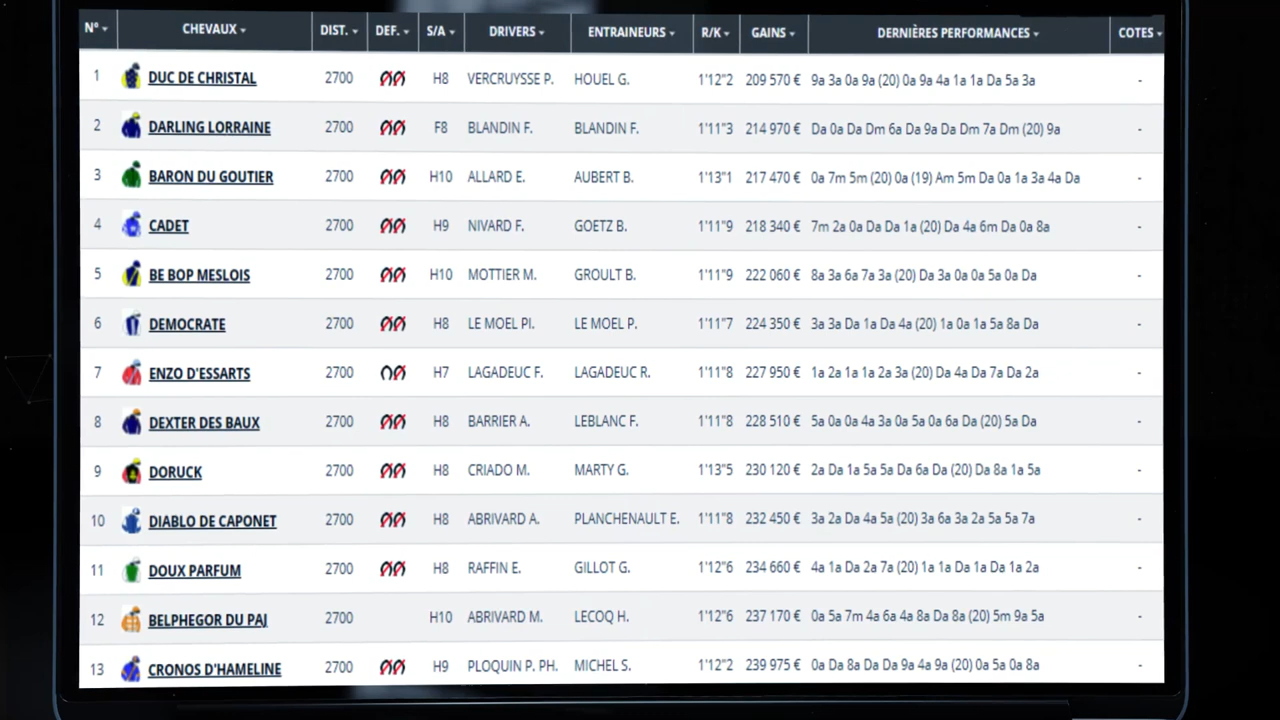 N° CHEVAUX DIST. DEF. S/A DRIVERS ENTRAINEURS R/K GAINS DERNIÈRES PERFORMANCES COTES
1 DUC DE CHRISTAL 2700 H8 VERCRUYSSE P. HOUEL G. 1'12"2 209 570 € 9a 3a 0a 9a (20) 0a 9a 4a 1a 1a Da 5a 3a -
2 DARLING LORRAINE 2700 F8 BLANDIN F. BLANDIN F. 1'11"3 214 970 € Da 0a Da Dm 6a Da 9a Da Dm 7a Dm (20) 9a -
3 BARON DU GOUTIER 2700 H10 ALLARD E. AUBERT B. 1'13"1 217 470 € 0a 7m 5m (20) 0a (19) Am 5m Da 0a 1a 3a 4a Da -
4 CADET 2700 H9 NIVARD F. GOETZ B. 1'11"9 218 340 € 7m 2a 0a Da Da 1a (20) Da 4a 6m Da 0a 8a -
5 BE BOP MESLOIS 2700 H10 MOTTIER M. GROULT B. 1'11"9 222 060 € 8a 3a 6a 7a 3a (20) Da 3a 0a 0a 5a 0a Da -
6 DEMOCRATE 2700 H8 LE MOEL PI. LE MOEL P. 1'11"7 224 350 € 3a 3a Da 1a Da 4a (20) 1a 0a 1a 5a 8a Da -
7 ENZO D'ESSARTS 2700 H7 LAGADEUC F. LAGADEUC R. 1'11"8 227 950 € 1a 2a 1a 1a 2a 3a (20) Da 4a Da 7a Da 2a -
8 DEXTER DES BAUX 2700 H8 BARRIER A. LEBLANC F. 1'11"8 228 510 € 5a 0a 0a 4a 3a 0a 5a 0a 6a Da (20) 5a Da -
9 DORUCK 2700 H8 CRIADO M. MARTY G. 1'13"5 230 120 € 2a Da 1a 5a 5a Da 6a Da (20) Da 8a 1a 5a -
10 DIABLO DE CAPONET 2700 H8 ABRIVARD A. PLANCHENAULT E. 1'11"8 232 450 € 3a 2a Da 4a 5a (20) 3a 6a 3a 2a 5a 5a 7a -
11 DOUX PARFUM 2700 H8 RAFFIN E. GILLOT G. 1'12"6 234 660 € 4a 1a Da 2a 7a (20) 1a 1a Da 1a Da 1a 2a -
12 BELPHEGOR DU PAJ 2700 H10 ABRIVARD M. LECOQ H. 1'12"6 237 170 € 0a 5a 7m 4a 6a 4a 8a Da 8a (20) 5m 9a 5a -
13 CRONOS D'HAMELINE 2700 H9 PLOQUIN P. PH. MICHEL S. 1'12"2 239 975 € 0a Da 8a Da Da 9a 4a 9a (20) 0a 5a 0a 8a -